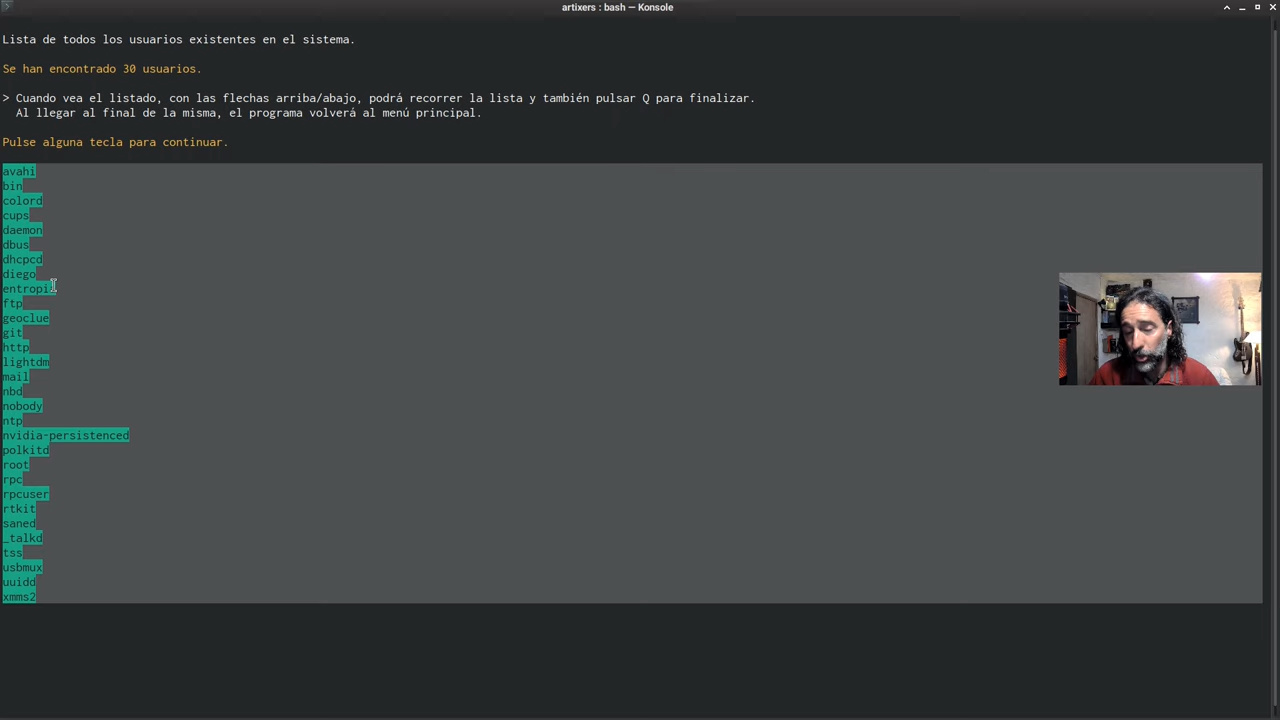 artixers : bash — Konsole
Lista de todos los usuarios existentes en el sistema.
Se han encontrado 30 usuarios.
> Cuando vea el listado, con las flechas arriba/abajo, podrá recorrer la lista y también pulsar Q para finalizar.
Al llegar al final de la misma, el programa volverá al menú principal.
Pulse alguna tecla para continuar.
avahi
bin
colord
cups
daemon
dbus
dhcpcd
diego
ftp
geoclue
git
http
lightdm
mail
nbd
nobody
ntp
nvidia-persistenced
polkitd
root
rpc
rpcuser
rtkit
saned
_talkd
tss
usbmux
uuidd
xmms2